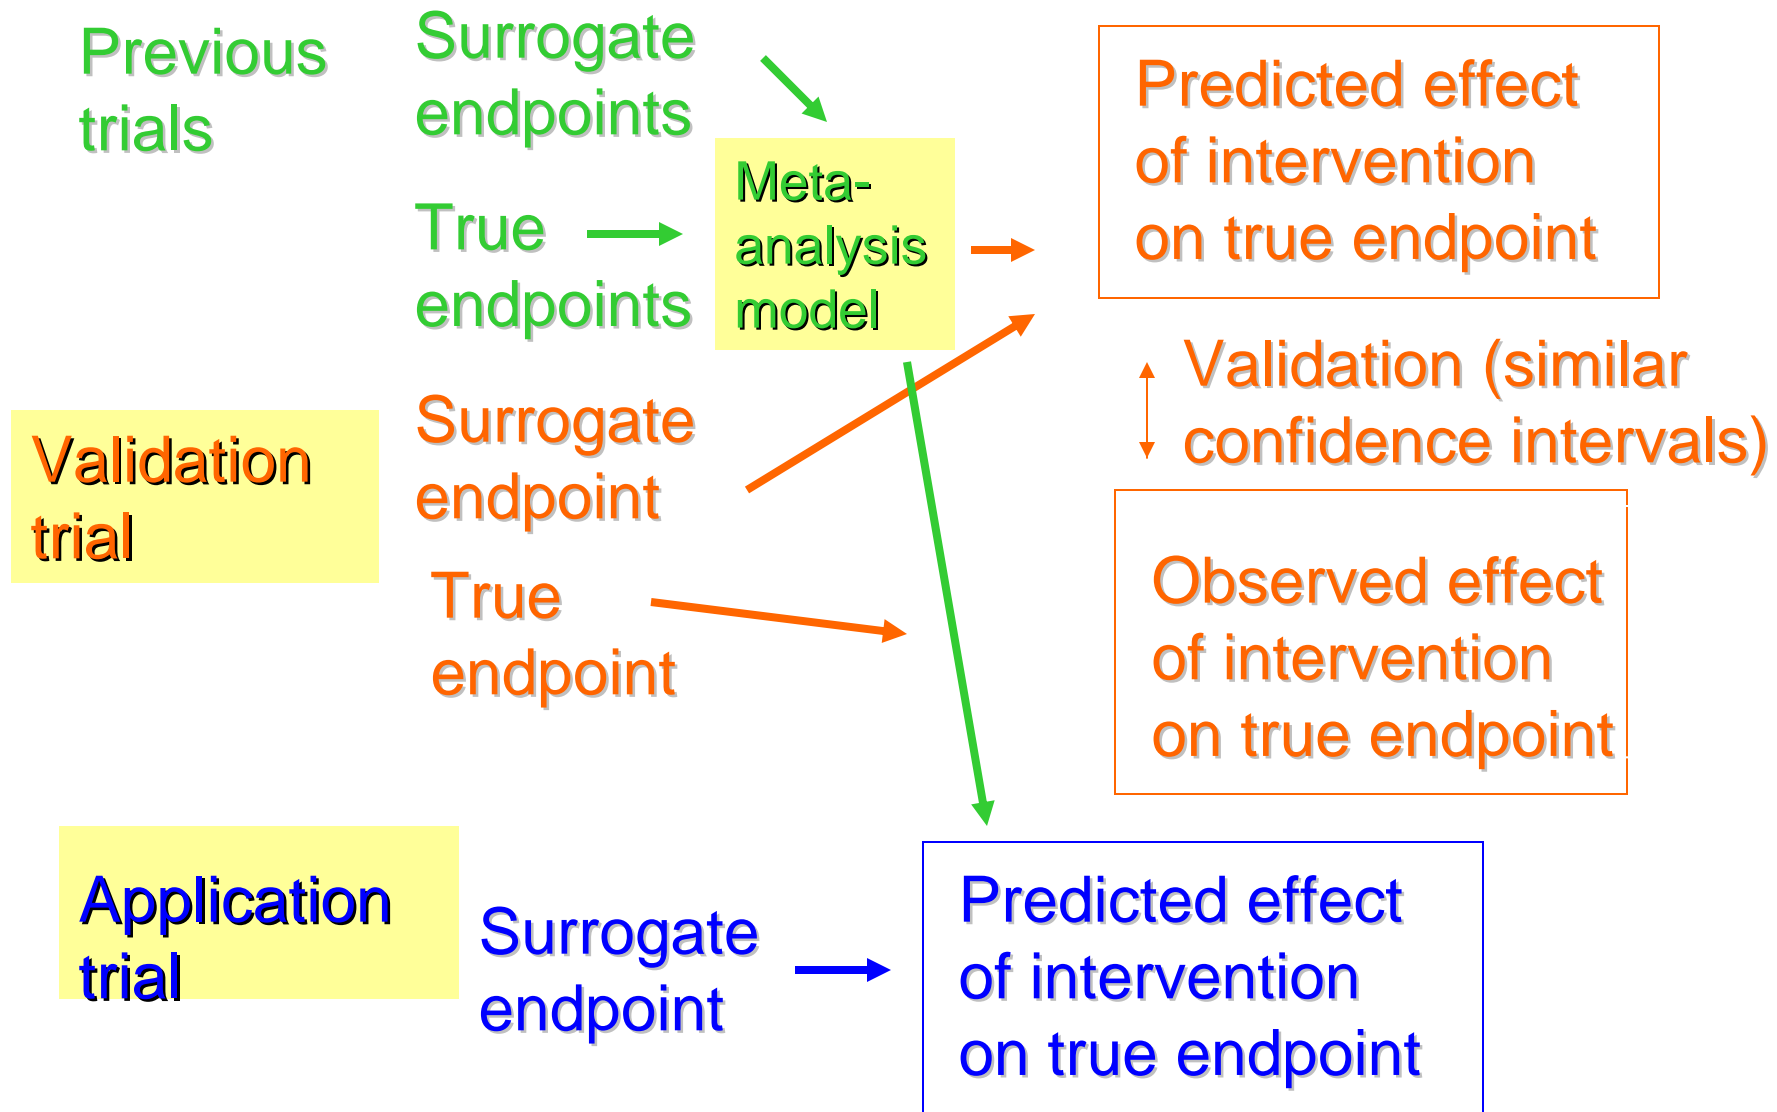 Previous
trials
Surrogate
endpoints
True
endpoints
Meta-
analysis
model
Predicted effect
of intervention
on true endpoint
Validation (similar
confidence intervals)
Validation
trial
Surrogate
endpoint
True
endpoint
Observed effect
of intervention
on true endpoint
Application
trial
Surrogate
endpoint
Predicted effect
of intervention
on true endpoint